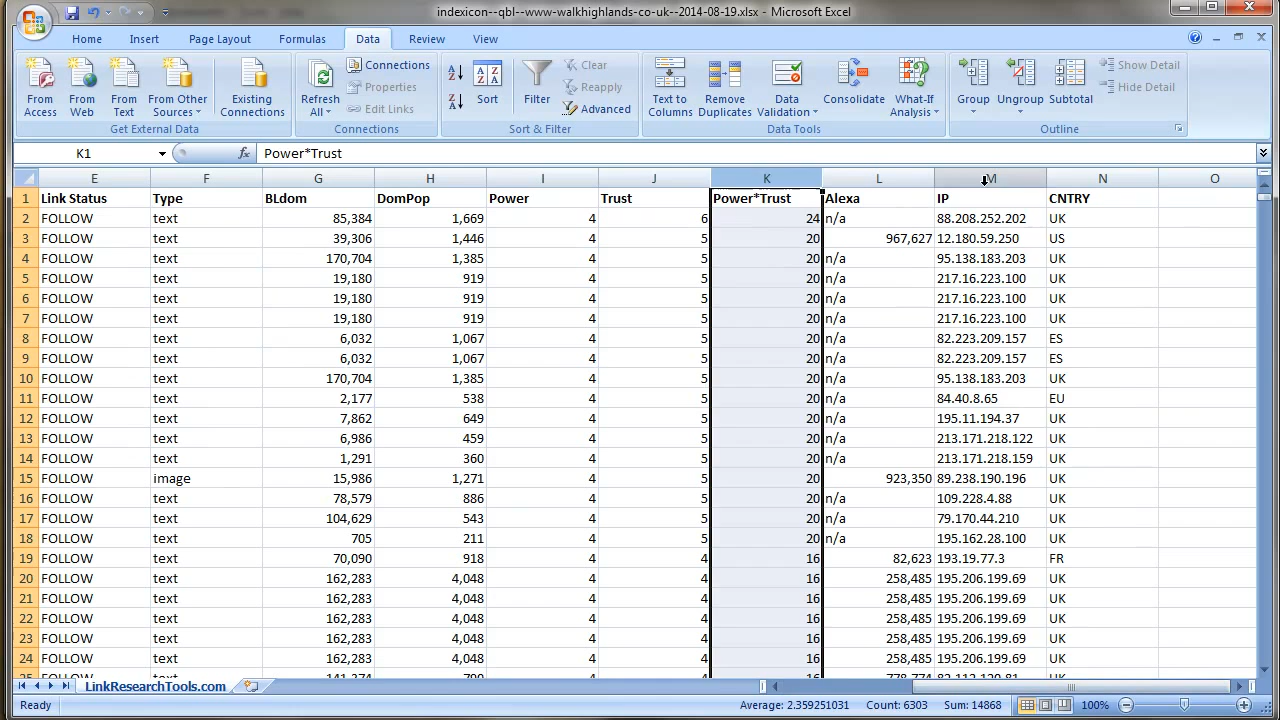 indexicon--qbl--www-walkhighlands-co-uk--2014-08-19.xlsx - Microsoft Excel
Home Insert Page Layout Formulas Data Review View
From Access From Web From Text From Other Sources Existing Connections Refresh All Connections Properties Edit Links Sort Filter Clear Reapply Advanced Text to Columns Remove Duplicates Data Validation Consolidate What-If Analysis Group Ungroup Subtotal Show Detail Hide Detail
Get External Data Connections Sort & Filter Data Tools Outline
K1 fx Power*Trust
E F G H I J K L M N O
1 Link Status Type BLdom DomPop Power Trust Power*Trust Alexa IP CNTRY
2 FOLLOW text 85,384 1,669 4 6 24 n/a 88.208.252.202 UK
3 FOLLOW text 39,306 1,446 4 5 20 967,627 12.180.59.250 US
4 FOLLOW text 170,704 1,385 4 5 20 n/a 95.138.183.203 UK
5 FOLLOW text 19,180 919 4 5 20 n/a 217.16.223.100 UK
6 FOLLOW text 19,180 919 4 5 20 n/a 217.16.223.100 UK
7 FOLLOW text 19,180 919 4 5 20 n/a 217.16.223.100 UK
8 FOLLOW text 6,032 1,067 4 5 20 n/a 82.223.209.157 ES
9 FOLLOW text 6,032 1,067 4 5 20 n/a 82.223.209.157 ES
10 FOLLOW text 170,704 1,385 4 5 20 n/a 95.138.183.203 UK
11 FOLLOW text 2,177 538 4 5 20 n/a 84.40.8.65 EU
12 FOLLOW text 7,862 649 4 5 20 n/a 195.11.194.37 UK
13 FOLLOW text 6,986 459 4 5 20 n/a 213.171.218.122 UK
14 FOLLOW text 1,291 360 4 5 20 n/a 213.171.218.159 UK
15 FOLLOW image 15,986 1,271 4 5 20 923,350 89.238.190.196 UK
16 FOLLOW text 78,579 886 4 5 20 n/a 109.228.4.88 UK
17 FOLLOW text 104,629 543 4 5 20 n/a 79.170.44.210 UK
18 FOLLOW text 705 211 4 5 20 n/a 195.162.28.100 UK
19 FOLLOW text 70,090 918 4 4 16 82,623 193.19.77.3 FR
20 FOLLOW text 162,283 4,048 4 4 16 258,485 195.206.199.69 UK
21 FOLLOW text 162,283 4,048 4 4 16 258,485 195.206.199.69 UK
22 FOLLOW text 162,283 4,048 4 4 16 258,485 195.206.199.69 UK
23 FOLLOW text 162,283 4,048 4 4 16 258,485 195.206.199.69 UK
24 FOLLOW text 162,283 4,048 4 4 16 258,485 195.206.199.69 UK
LinkResearchTools.com
Ready Average: 2.359251031 Count: 6303 Sum: 14868 100%